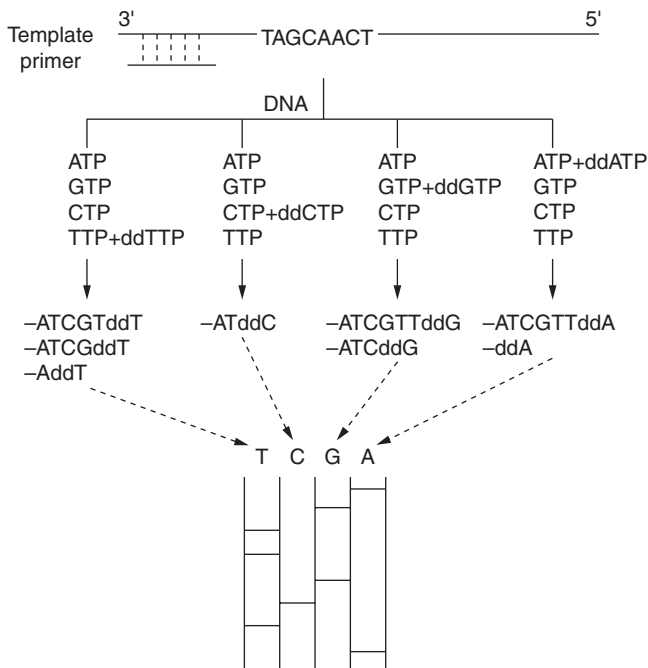 3' 5'
Template primer
TAGCAACT
DNA
ATP
GTP
CTP
TTP+ddTTP
ATP
GTP
CTP+ddCTP
TTP
ATP
GTP+ddGTP
CTP
TTP
ATP+ddATP
GTP
CTP
TTP
–ATCGTddT
–ATCGddT
–AddT
–ATddC
–ATCGTTddG
–ATCddG
–ATCGTTddA
–ddA
T C G A